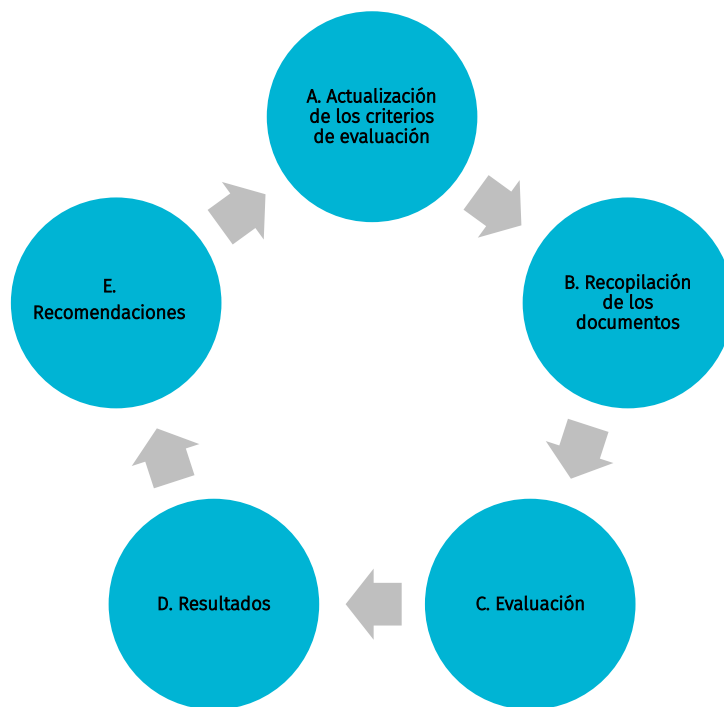 A. Actualización
de los criterios
de evaluación
B. Recopilación
de los
documentos
C. Evaluación
D. Resultados
E.
Recomendaciones